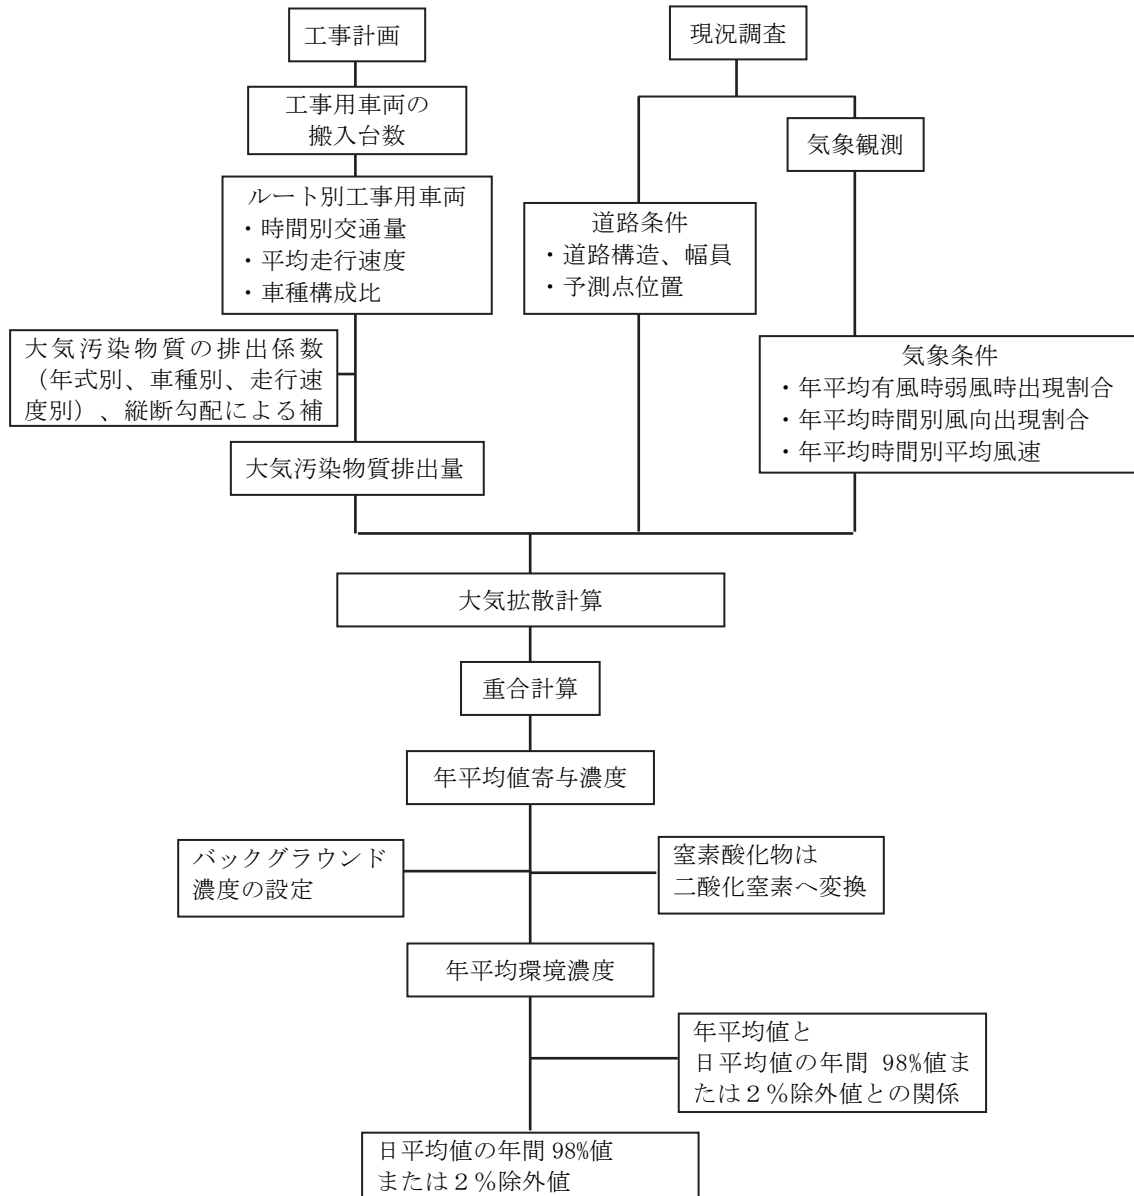 工事計画
現況調査
工事用車両の
搬入台数
気象観測
ルート別工事用車両
・時間別交通量
・平均走行速度
・車種構成比
道路条件
・道路構造、幅員
・予測点位置
大気汚染物質の排出係数
（年式別、車種別、走行速
度別）、縦断勾配による補
気象条件
・年平均有風時弱風時出現割合
・年平均時間別風向出現割合
・年平均時間別平均風速
大気汚染物質排出量
大気拡散計算
重合計算
年平均値寄与濃度
バックグラウンド
濃度の設定
窒素酸化物は
二酸化窒素へ変換
年平均環境濃度
年平均値と
日平均値の年間 98%値ま
たは２％除外値との関係
日平均値の年間 98%値
または２％除外値